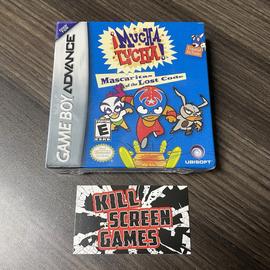 GAME BOY ADVANCE
¡MUCHA
LUCHA!
Mascaritas
of the Lost Code
E
UBISOFT
KILL
SCREEN
GAMES